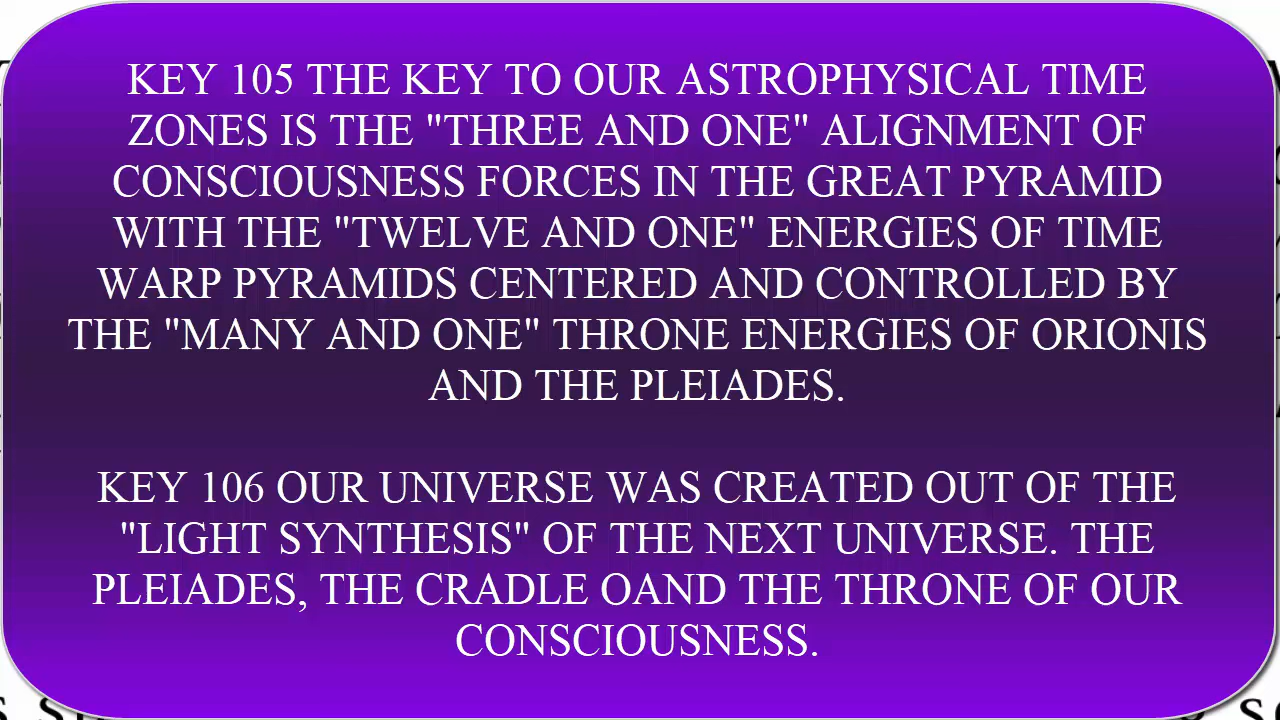 KEY 105 THE KEY TO OUR ASTROPHYSICAL TIME
ZONES IS THE "THREE AND ONE" ALIGNMENT OF
CONSCIOUSNESS FORCES IN THE GREAT PYRAMID
WITH THE "TWELVE AND ONE" ENERGIES OF TIME
WARP PYRAMIDS CENTERED AND CONTROLLED BY
THE "MANY AND ONE" THRONE ENERGIES OF ORIONIS
AND THE PLEIADES.
KEY 106 OUR UNIVERSE WAS CREATED OUT OF THE
"LIGHT SYNTHESIS" OF THE NEXT UNIVERSE. THE
PLEIADES, THE CRADLE OAND THE THRONE OF OUR
CONSCIOUSNESS.